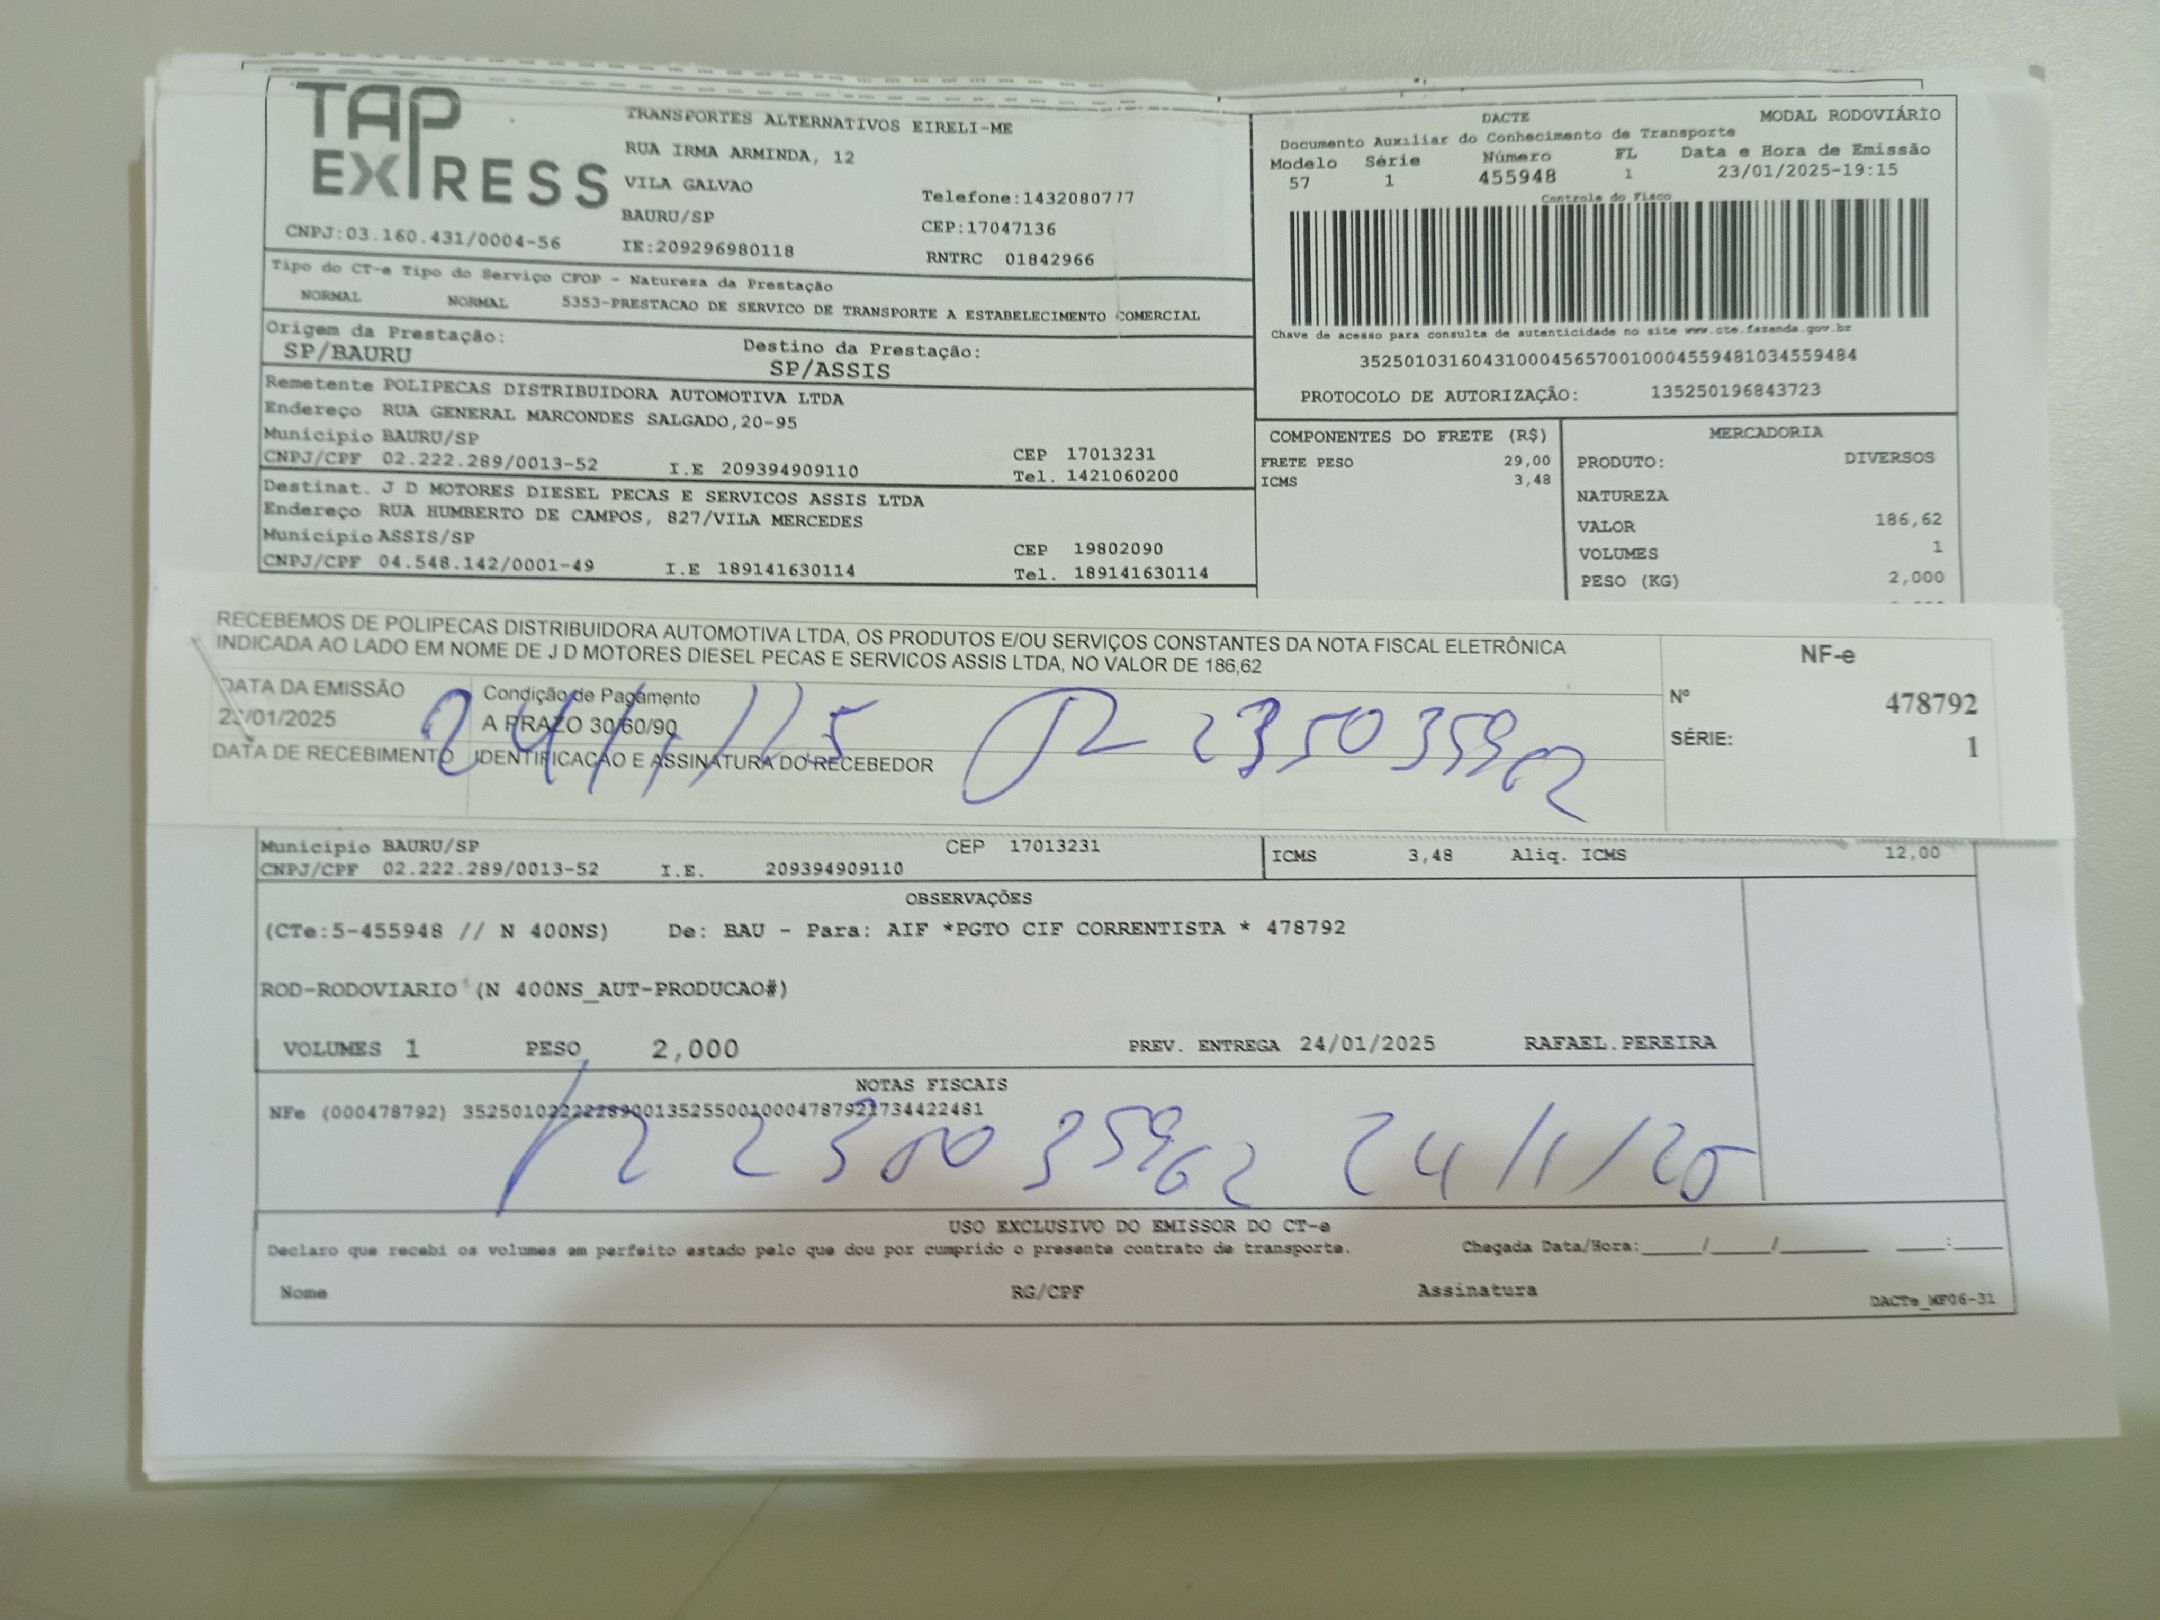 TAP EXPRESS
CNPJ:03.160.431/0004-56
TRANSPORTES ALTERNATIVOS EIRELI-ME
RUA IRMA ARMINDA, 12
VILA GALVAO
BAURU/SP
IE:209296980118
Telefone:1432080777
CEP:17047136
RNTRC 01842966
DACTE MODAL RODOVIÁRIO
Documento Auxiliar do Conhecimento de Transporte
Modelo Série Número FL Data e Hora de Emissão
57 1 455948 1 23/01/2025-19:15
Controle do Fisco
Chave de acesso para consulta de autenticidade no site www.cte.fazenda.gov.br
35250103160431000456570010004559481034559484
PROTOCOLO DE AUTORIZAÇÃO: 135250196843723
Tipo do CT-e Tipo do Serviço CFOP - Natureza da Prestação
NORMAL NORMAL 5353-PRESTACAO DE SERVICO DE TRANSPORTE A ESTABELECIMENTO COMERCIAL
Origem da Prestação: Destino da Prestação:
SP/BAURU SP/ASSIS
Remetente POLIPECAS DISTRIBUIDORA AUTOMOTIVA LTDA
Endereço RUA GENERAL MARCONDES SALGADO,20-95
Município BAURU/SP CEP 17013231
CNPJ/CPF 02.222.289/0013-52 I.E 209394909110 Tel. 1421060200
Destinat. J D MOTORES DIESEL PECAS E SERVICOS ASSIS LTDA
Endereço RUA HUMBERTO DE CAMPOS, 827/VILA MERCEDES
Município ASSIS/SP CEP 19802090
CNPJ/CPF 04.548.142/0001-49 I.E 189141630114 Tel. 189141630114
COMPONENTES DO FRETE (R$)
FRETE PESO 29,00
ICMS 3,48
MERCADORIA
PRODUTO: DIVERSOS
NATUREZA
VALOR 186,62
VOLUMES 1
PESO (KG) 2,000
RECEBEMOS DE POLIPECAS DISTRIBUIDORA AUTOMOTIVA LTDA, OS PRODUTOS E/OU SERVIÇOS CONSTANTES DA NOTA FISCAL ELETRÔNICA
INDICADA AO LADO EM NOME DE J D MOTORES DIESEL PECAS E SERVICOS ASSIS LTDA, NO VALOR DE 186,62
DATA DA EMISSÃO Condição de Pagamento
23/01/2025 A PRAZO 30/60/90
24/1/25
DATA DE RECEBIMENTO IDENTIFICACAO E ASSINATURA DO RECEBEDOR
NF-e
Nº 478792
SÉRIE: 1
Município BAURU/SP CEP 17013231
CNPJ/CPF 02.222.289/0013-52 I.E. 209394909110
ICMS 3,48 Aliq. ICMS 12,00
OBSERVAÇÕES
(CTe:5-455948 // N 400NS) De: BAU - Para: AIF *PGTO CIF CORRENTISTA * 478792
ROD-RODOVIARIO (N 400NS_AUT-PRODUCAO#)
VOLUMES 1 PESO 2,000 PREV. ENTREGA 24/01/2025 RAFAEL.PEREIRA
NOTAS FISCAIS
NFe (000478792) 35250102222289001352550010004787921734422481
24/1/25
USO EXCLUSIVO DO EMISSOR DO CT-e
Declaro que recebi os volumes em perfeito estado pelo que dou por cumprido o presente contrato de transporte. Chegada Data/Hora:____/____/______ ___:___
Nome RG/CPF Assinatura
DACTe_MF06-31